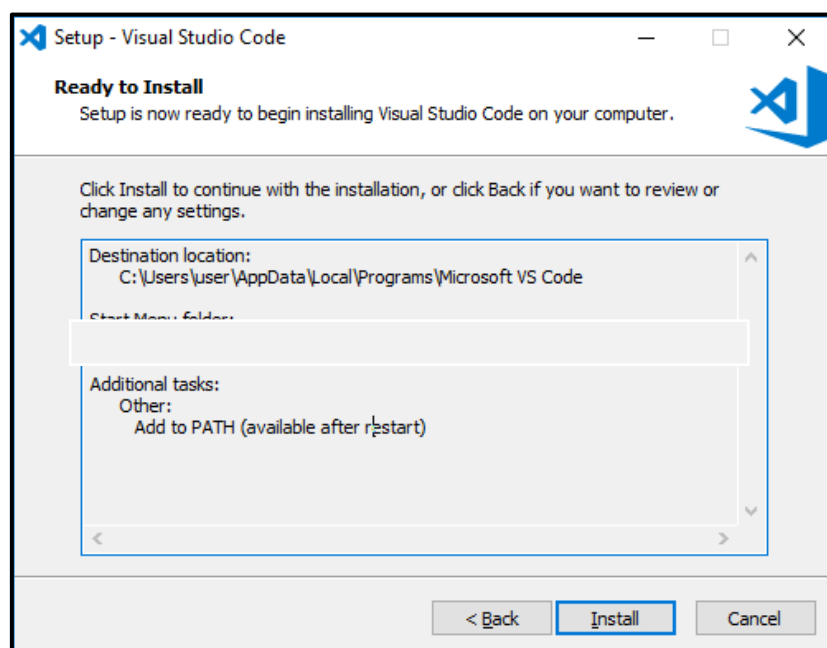 Setup - Visual Studio Code
Ready to Install
Setup is now ready to begin installing Visual Studio Code on your computer.
Click Install to continue with the installation, or click Back if you want to review or
change any settings.
Destination location:
C:\Users\user\AppData\Local\Programs\Microsoft VS Code
Start Menu folder:
Additional tasks:
Other:
Add to PATH (available after restart)
< Back
Install
Cancel